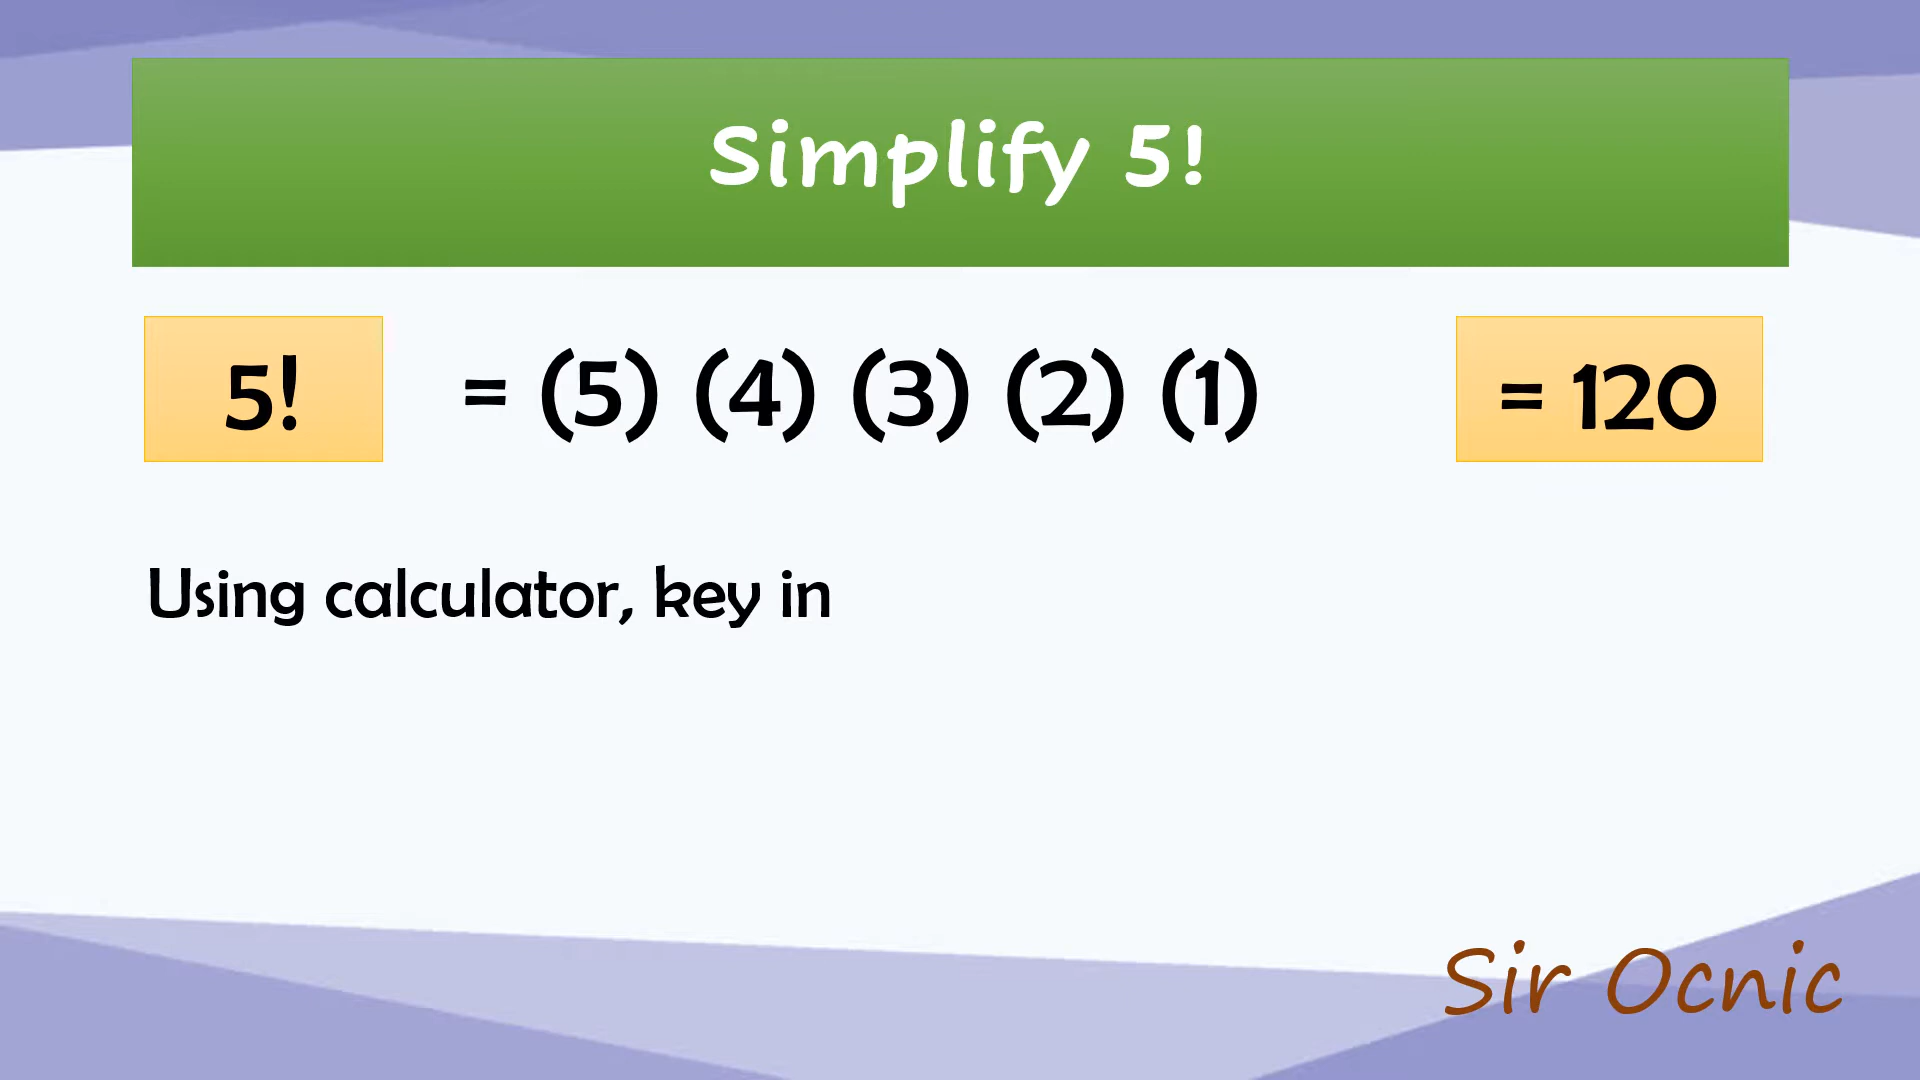 Simplify 5!
5! = (5) (4) (3) (2) (1) = 120
Using calculator, key in
Sir Ocnic